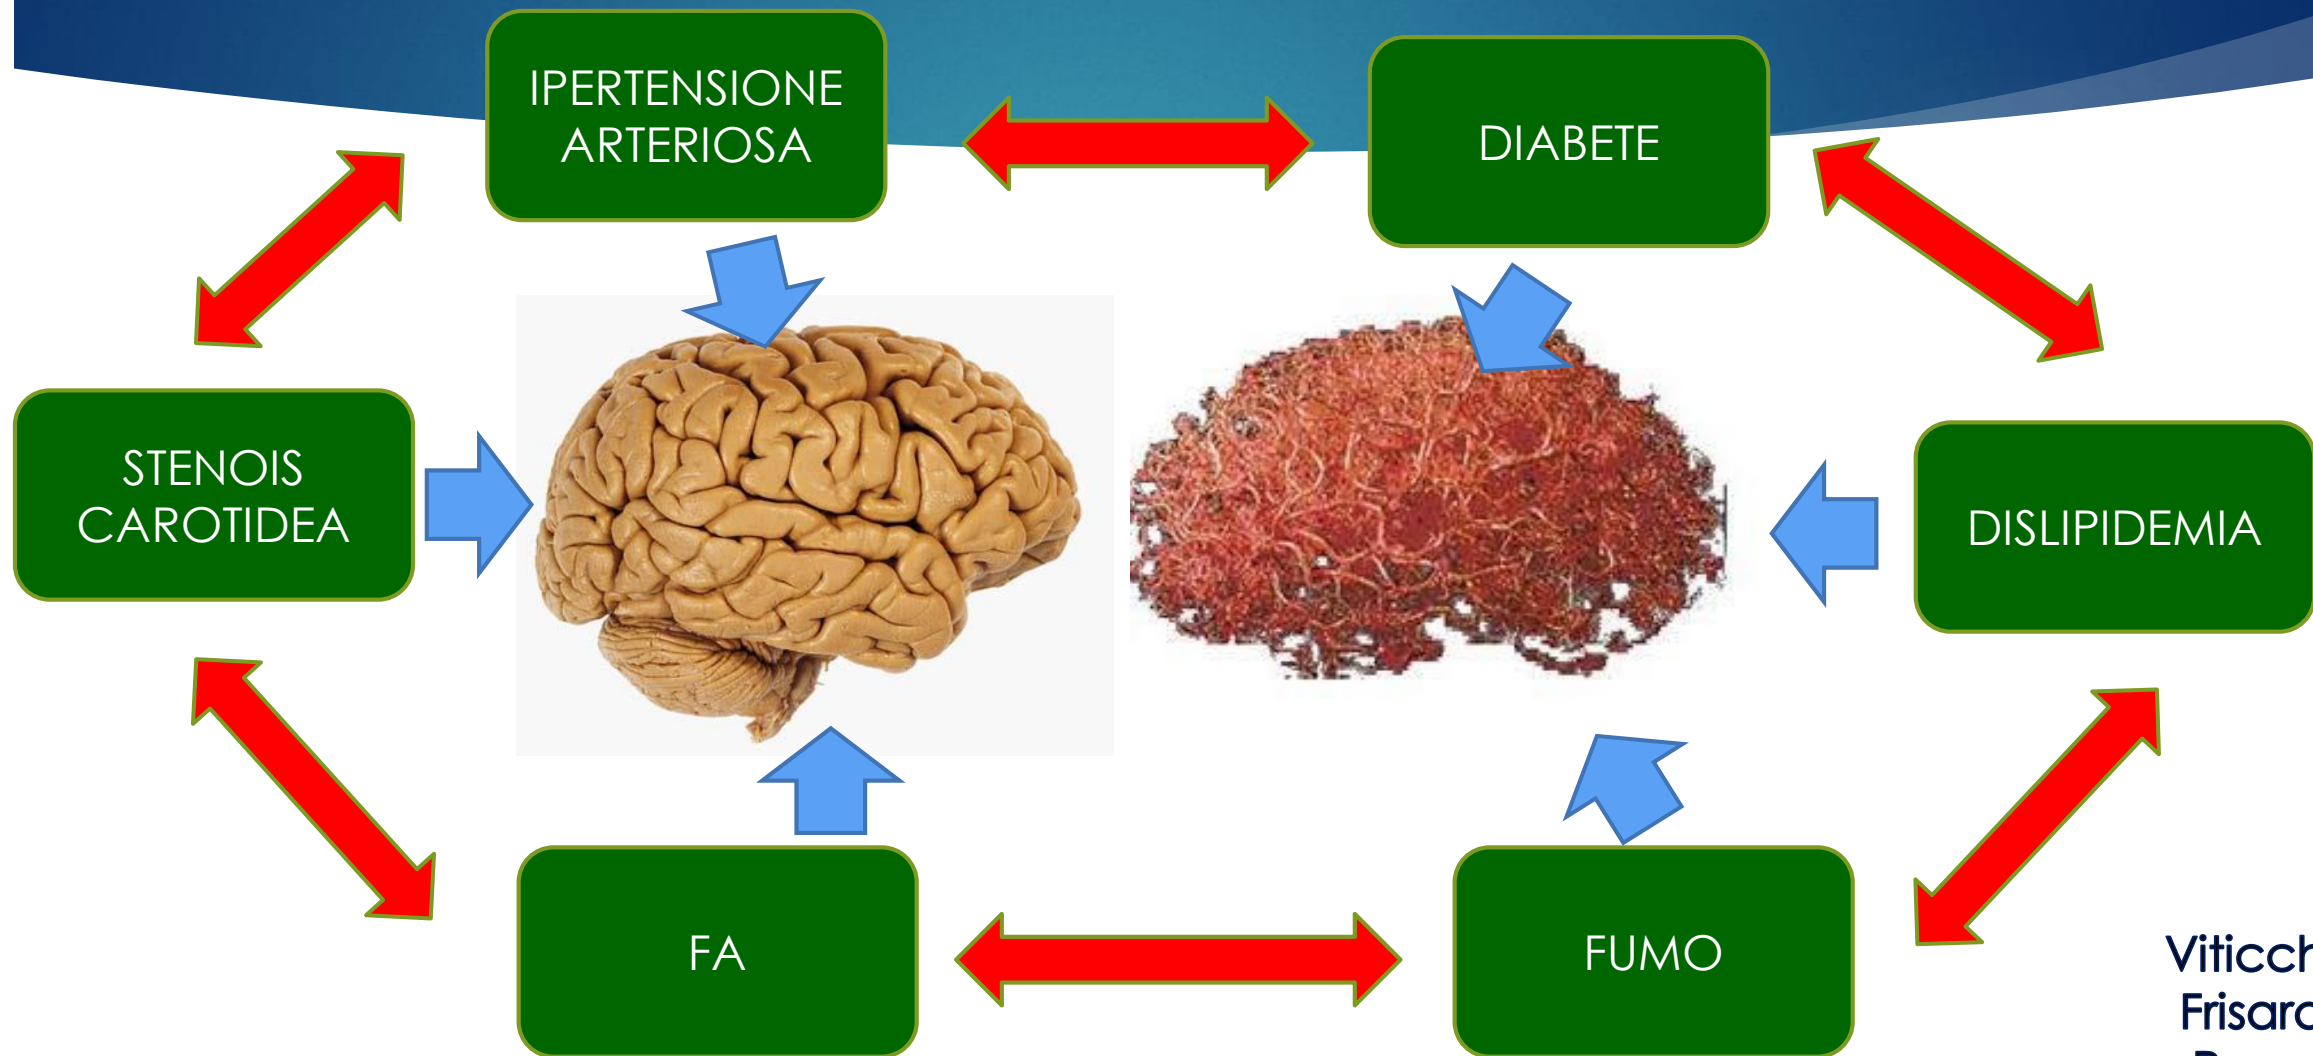 IPERTENSIONE
ARTERIOSA
DIABETE
STENOIS
CAROTIDEA
DISLIPIDEMIA
FA
FUMO